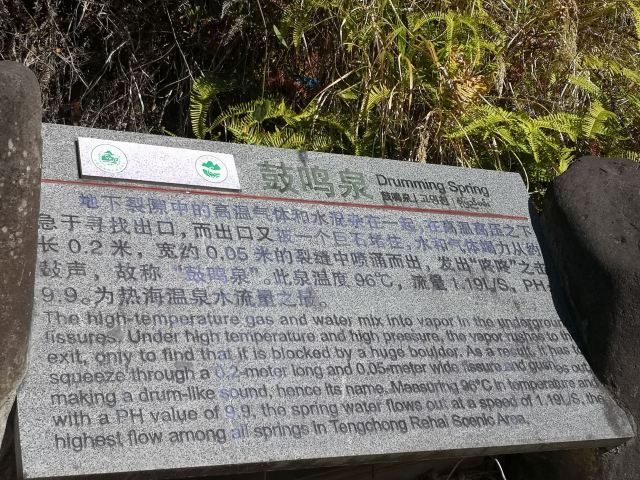 鼓鸣泉 Drumming Spring
鼓鳴泉 | 고명천 |
地下裂隙中的高温气体和水混杂在一起，在高温高压之下
急于寻找出口，而出口又被一个巨石堵住，水和气体竭力从约
长 0.2 米，宽约 0.05 米的裂缝中喷涌而出，发出“咚咚”之击
鼓声，故称“鼓鸣泉”。此泉温度 96℃，流量 1.19L/S，PH
9.9。为热海温泉水流量之最。
The high-temperature gas and water mix into vapor in the underground
fissures. Under high temperature and high pressure, the vapor rushes to the
exit, only to find that it is blocked by a huge boulder. As a result, it has to
squeeze through a 0.2-meter long and 0.05-meter wide fissure and gushes out,
making a drum-like sound, hence its name. Measuring 96°C in temperature and
with a PH value of 9.9, the spring water flows out at a speed of 1.19L/S, the
highest flow among all springs in Tengchong Rehai Scenic Area.